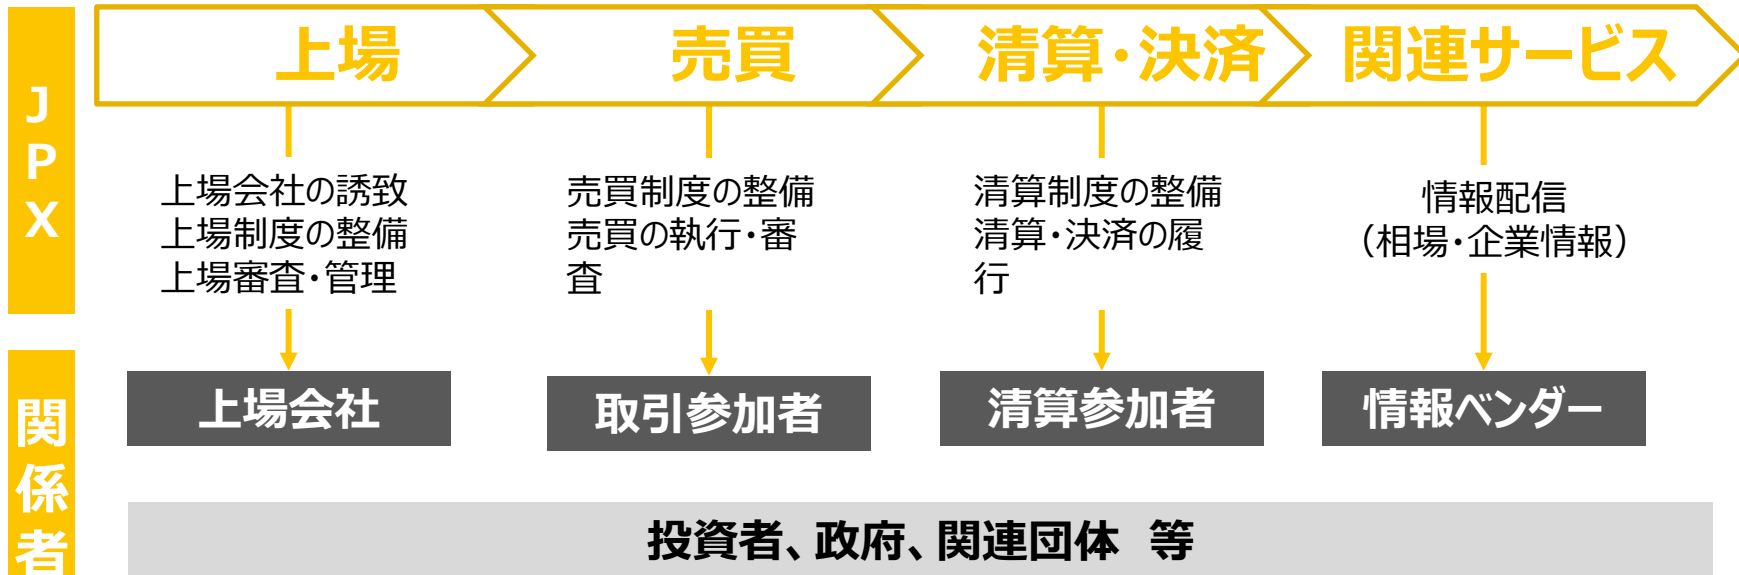 JPX
上場
売買
清算・決済
関連サービス
上場会社の誘致
上場制度の整備
上場審査・管理
売買制度の整備
売買の執行・審
査
清算制度の整備
清算・決済の履
行
情報配信
（相場・企業情報）
関係者
上場会社
取引参加者
清算参加者
情報ベンダー
投資者、政府、関連団体　等